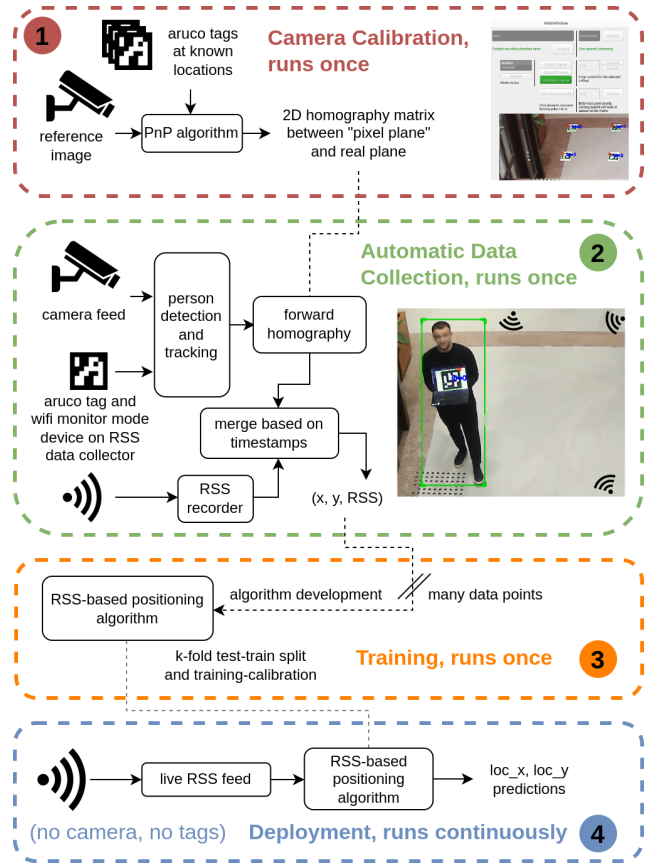 1
aruco tags
at known
locations
Camera Calibration,
runs once
reference
image
PnP algorithm
2D homography matrix
between "pixel plane"
and real plane
2
Automatic Data
Collection, runs once
camera feed
person
detection
and
tracking
forward
homography
aruco tag and
wifi monitor mode
device on RSS
data collector
merge based on
timestamps
RSS
recorder
(x, y, RSS)
RSS-based positioning
algorithm
algorithm development
many data points
k-fold test-train split
and training-calibration
Training, runs once
3
live RSS feed
RSS-based
positioning
algorithm
loc_x, loc_y
predictions
(no camera, no tags)
Deployment, runs continuously
4